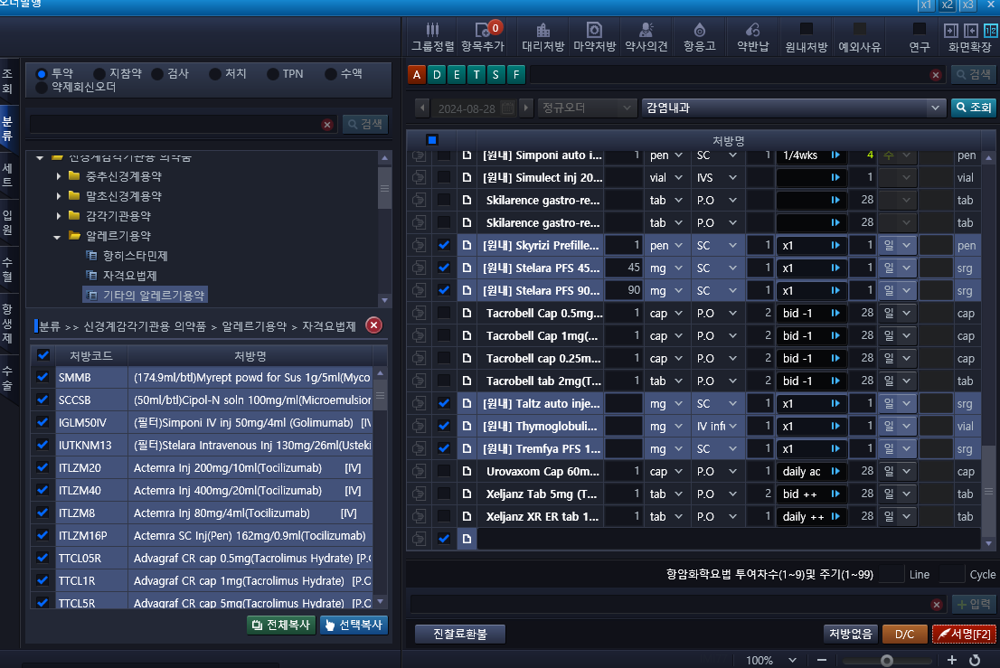 오더발행
x1 x2 x3
그룹정렬 항목추가 0 대리처방 마약처방 약사의견 항응고 약반납 원내처방 예외사유 연구 화면확장
조회
분류
세트
입원
수혈
항생제
수술
투약 지참약 검사 처치 TPN 수액
약제회신오더
검색
신경계감각기관용 의약품
중추신경계용약
말초신경계용약
감각기관용약
알레르기용약
항히스타민제
자격요법제
기타의 알레르기용약
분류 >> 신경계감각기관용 의약품 > 알레르기용약 > 자격요법제
처방코드 처방명
SMMB (174.9ml/btl)Myrept powd for Sus 1g/5ml(Myco
SCCSB (50ml/btl)Cipol-N soln 100mg/ml(Microemulsion
IGLM50IV (필터)Simponi IV inj 50mg/4ml (Golimumab) [IV
IUTKNM13 (필터)Stelara Intravenous Inj 130mg/26ml(Usteki
ITLZM20 Actemra Inj 200mg/10ml(Tocilizumab) [IV]
ITLZM40 Actemra Inj 400mg/20ml(Tocilizumab) [IV]
ITLZM8 Actemra Inj 80mg/4ml(Tocilizumab) [IV]
ITLZM16P Actemra SC Inj(Pen) 162mg/0.9ml(Tocilizumab)
TTCL05R Advagraf CR cap 0.5mg(Tacrolimus Hydrate) [P.O
TTCL1R Advagraf CR cap 1mg(Tacrolimus Hydrate) [P.O
TTCL5R Advagraf CR cap 5mg(Tacrolimus Hydrate) [P.O
전체복사 선택복사
A D E T S F 검색
2024-08-28 정규오더 감염내과 조회
처방명
[원내] Simponi auto i... 1 pen SC 1/4wks 4 수 pen
[원내] Simulect inj 20... vial IVS 1 vial
Skilarence gastro-re... tab P.O 28 tab
Skilarence gastro-re... tab P.O 28 tab
[원내] Skyrizi Prefille... 1 pen SC 1 x1 1 일 pen
[원내] Stelara PFS 45... 45 mg SC 1 x1 1 일 srg
[원내] Stelara PFS 90... 90 mg SC 1 x1 1 일 srg
Tacrobell Cap 0.5mg... cap P.O 2 bid -1 28 일 cap
Tacrobell Cap 1mg(... cap P.O 2 bid -1 28 일 cap
Tacrobell cap 0.25m... cap P.O 2 bid -1 28 일 cap
Tacrobell tab 2mg(T... tab P.O 2 bid -1 28 일 tab
[원내] Taltz auto inje... mg SC 1 x1 1 일 srg
[원내] Thymoglobuli... mg IV infu 1 x1 1 일 vial
[원내] Tremfya PFS 1... mg SC 1 x1 1 일 srg
Urovaxom Cap 60m... 1 cap P.O 1 daily ac 28 일 cap
Xeljanz Tab 5mg (T... 1 tab P.O 2 bid ++ 28 일 tab
Xeljanz XR ER tab 1... 1 tab P.O 1 daily ++ 28 일 tab
항암화학요법 투여차수(1~9)및 주기(1~99) Line Cycle
+ 입력
진찰료환불 처방없음 D/C 서명[F2]
100%